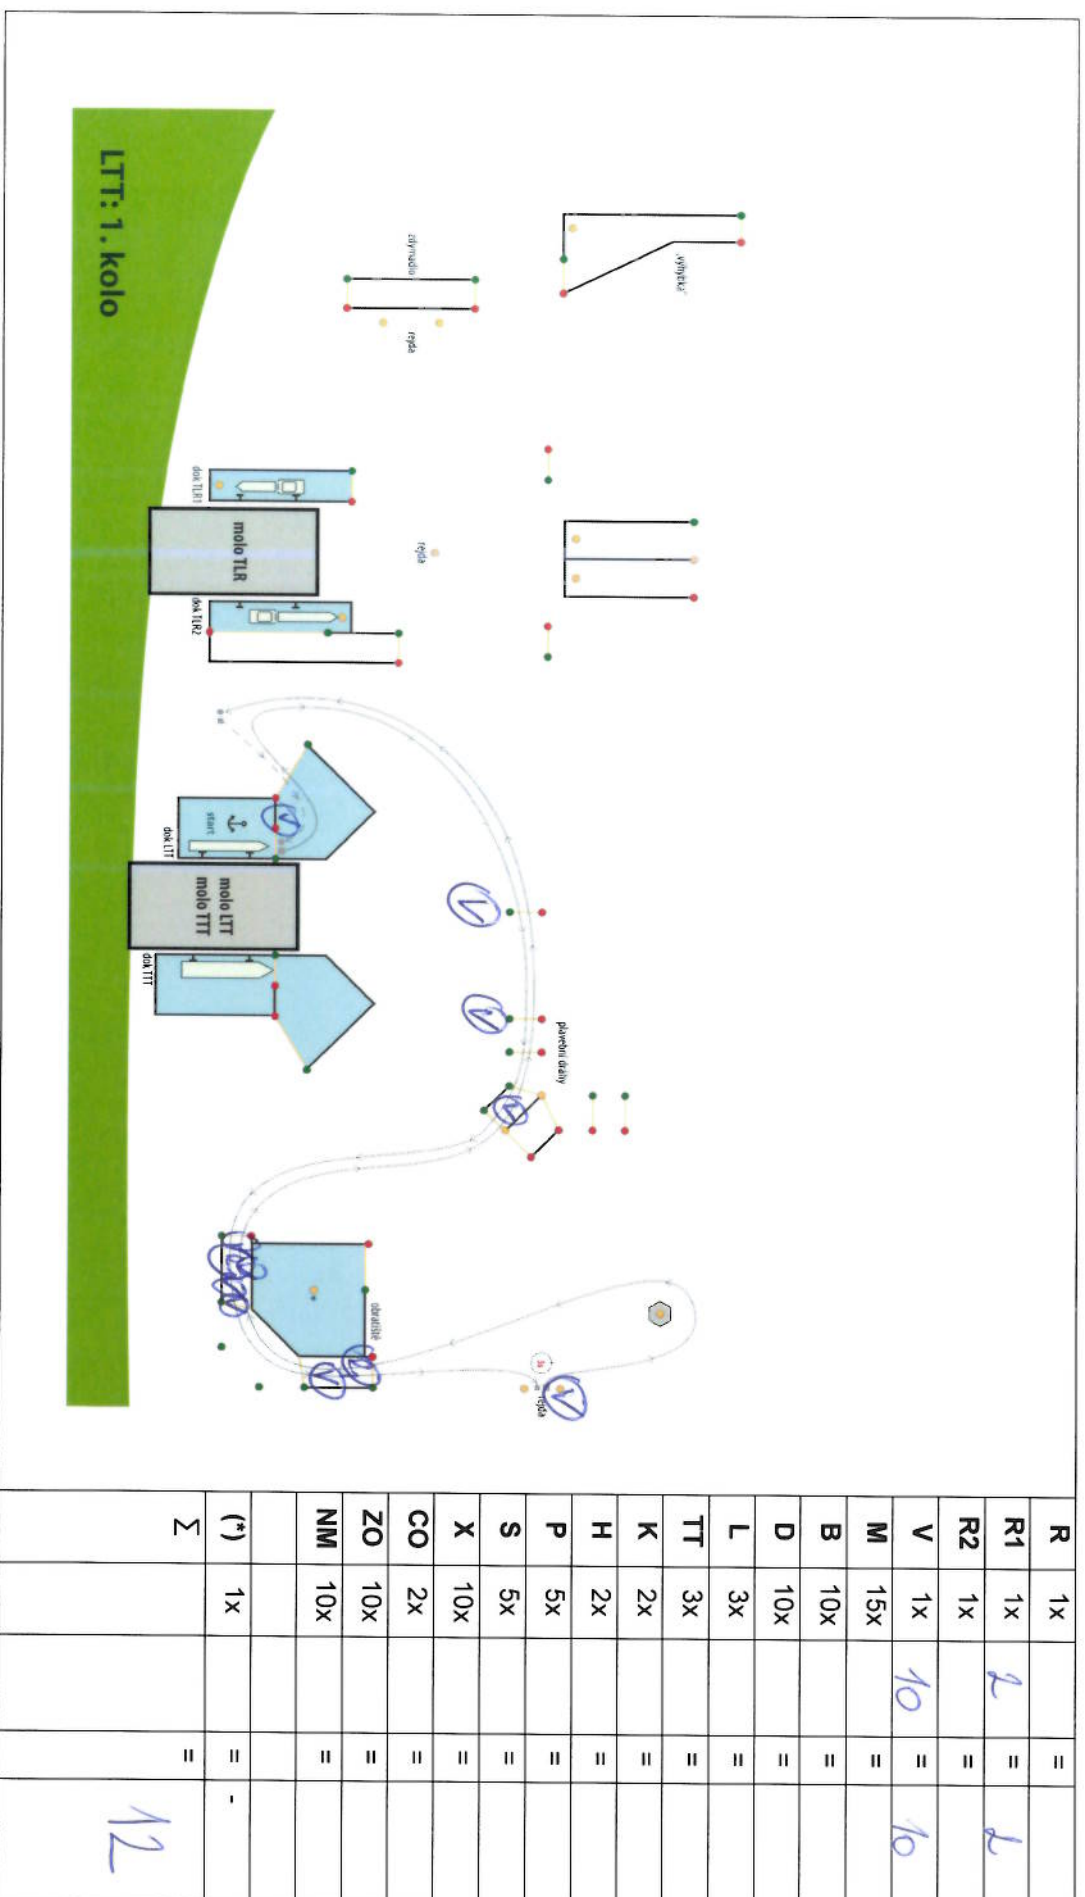 LTT: 1. kolo
"výhybka"
zdymadlo
rejda
rejda
dok TLR1
molo TLR
dok TLR2
start
dok LTT
molo LTT
molo TTT
dok TTT
plavební dráhy
obratiště
rejda
V
V
V
V
V
V
R 1x =
R1 1x 2 = 2
R2 1x =
V 1x 10 = 10
M 15x =
B 10x =
D 10x =
L 3x =
TT 3x =
K 2x =
H 2x =
P 5x =
S 5x =
X 10x =
CO 2x =
ZO 10x =
NM 10x =
(*) 1x = -
Σ = 12